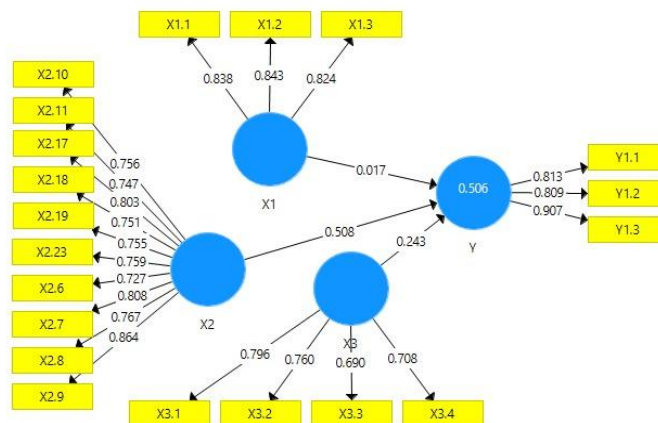 X1.1
X1.2
X1.3
0.838
0.843
0.824
X1
0.017
X2.10
X2.11
X2.17
X2.18
X2.19
X2.23
X2.6
X2.7
X2.8
X2.9
0.756
0.747
0.803
0.751
0.755
0.759
0.727
0.808
0.767
0.864
X2
0.508
0.243
0.506
Y
0.813
0.809
0.907
Y1.1
Y1.2
Y1.3
X3
0.796
0.760
0.690
0.708
X3.1
X3.2
X3.3
X3.4